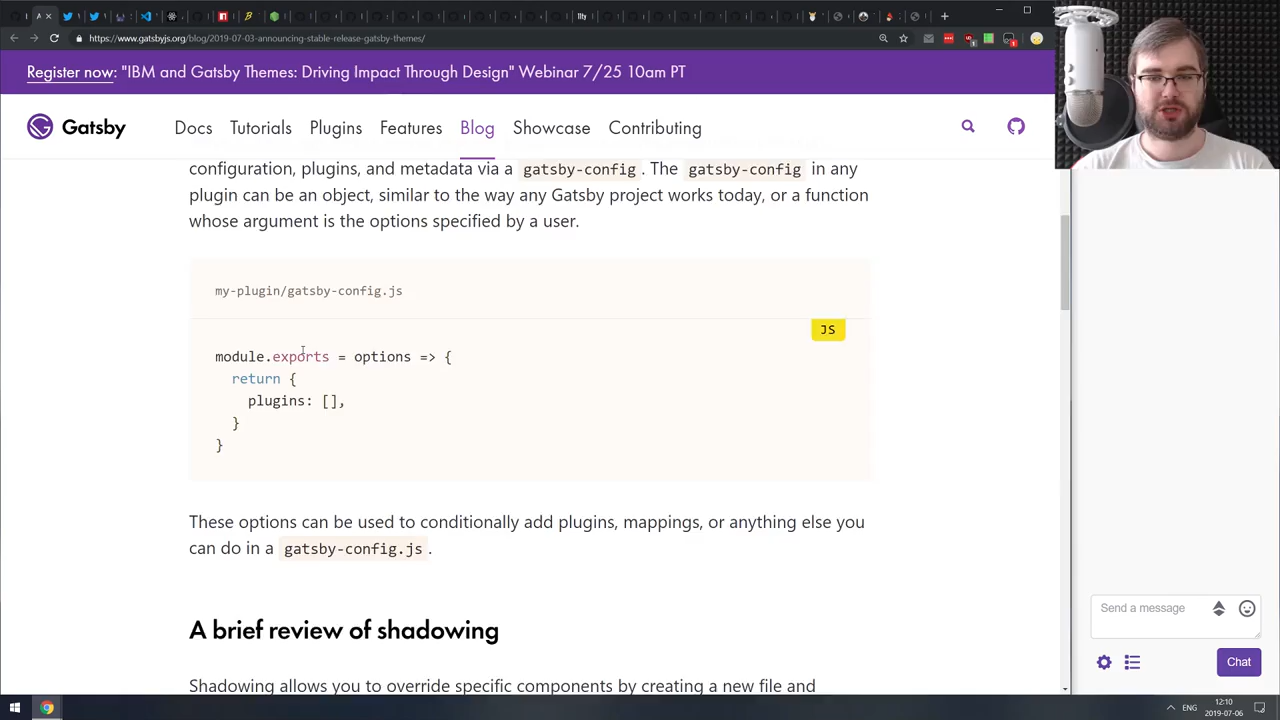 https://www.gatsbyjs.org/blog/2019-07-03-announcing-stable-release-gatsby-themes/
Register now: "IBM and Gatsby Themes: Driving Impact Through Design" Webinar 7/25 10am PT
Gatsby
Docs Tutorials Plugins Features Blog Showcase Contributing
configuration, plugins, and metadata via a gatsby-config. The gatsby-config in any
plugin can be an object, similar to the way any Gatsby project works today, or a function
whose argument is the options specified by a user.
my-plugin/gatsby-config.js
JS
module.exports = options => {
return {
plugins: [],
}
}
These options can be used to conditionally add plugins, mappings, or anything else you
can do in a gatsby-config.js.
A brief review of shadowing
Shadowing allows you to override specific components by creating a new file and
Send a message
Chat
ENG
12:10
2019-07-06